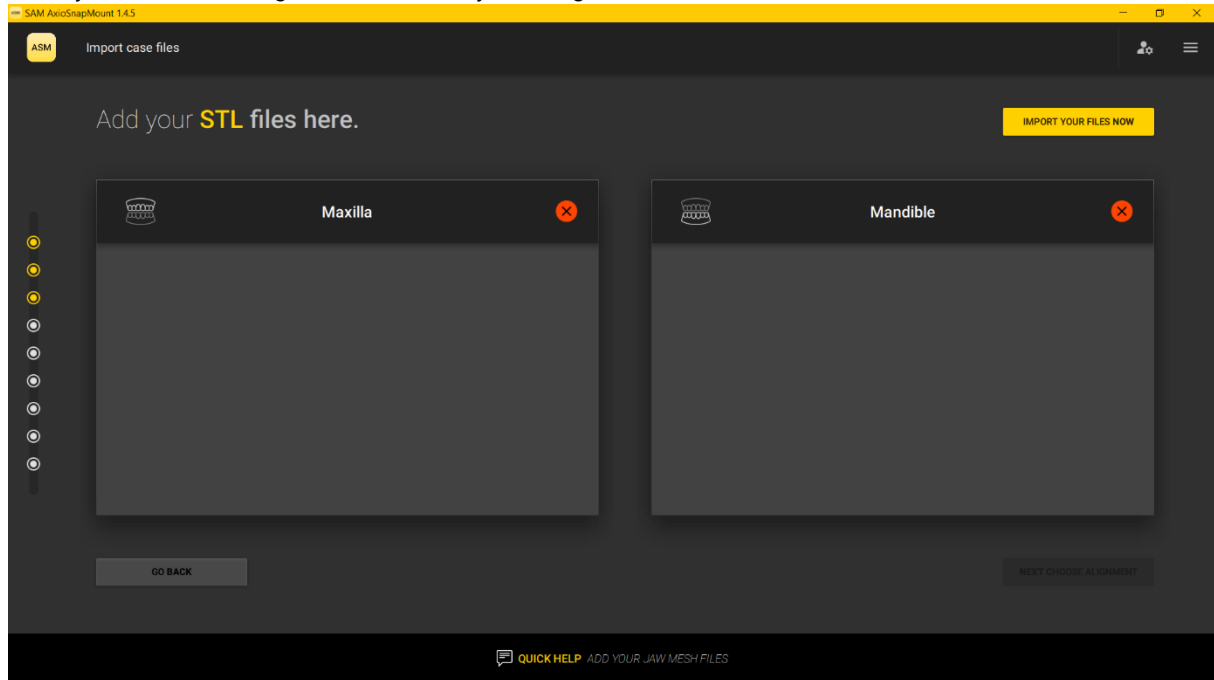 SAM AxioSnapMount 1.4.5
ASM Import case files
Add your STL files here.
IMPORT YOUR FILES NOW
Maxilla
Mandible
GO BACK
NEXT CHOOSE ALIGNMENT
QUICK HELP ADD YOUR JAW MESH FILES